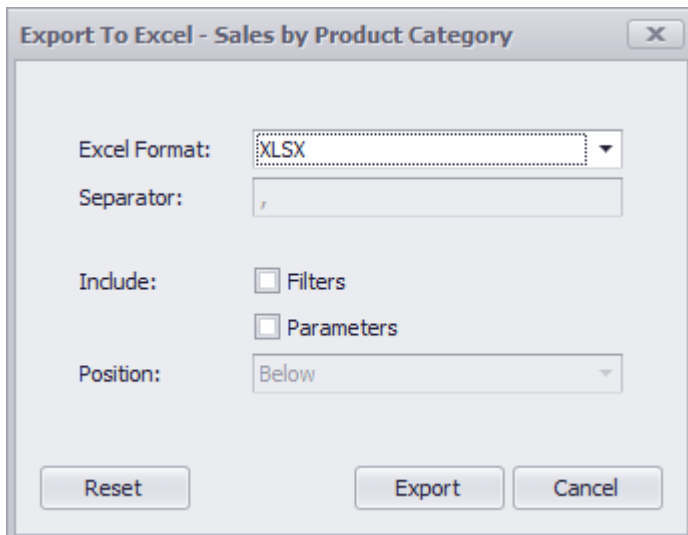 Export To Excel - Sales by Product Category
Excel Format: XLSX
Separator: ,
Include: Filters
Parameters
Position: Below
Reset Export Cancel